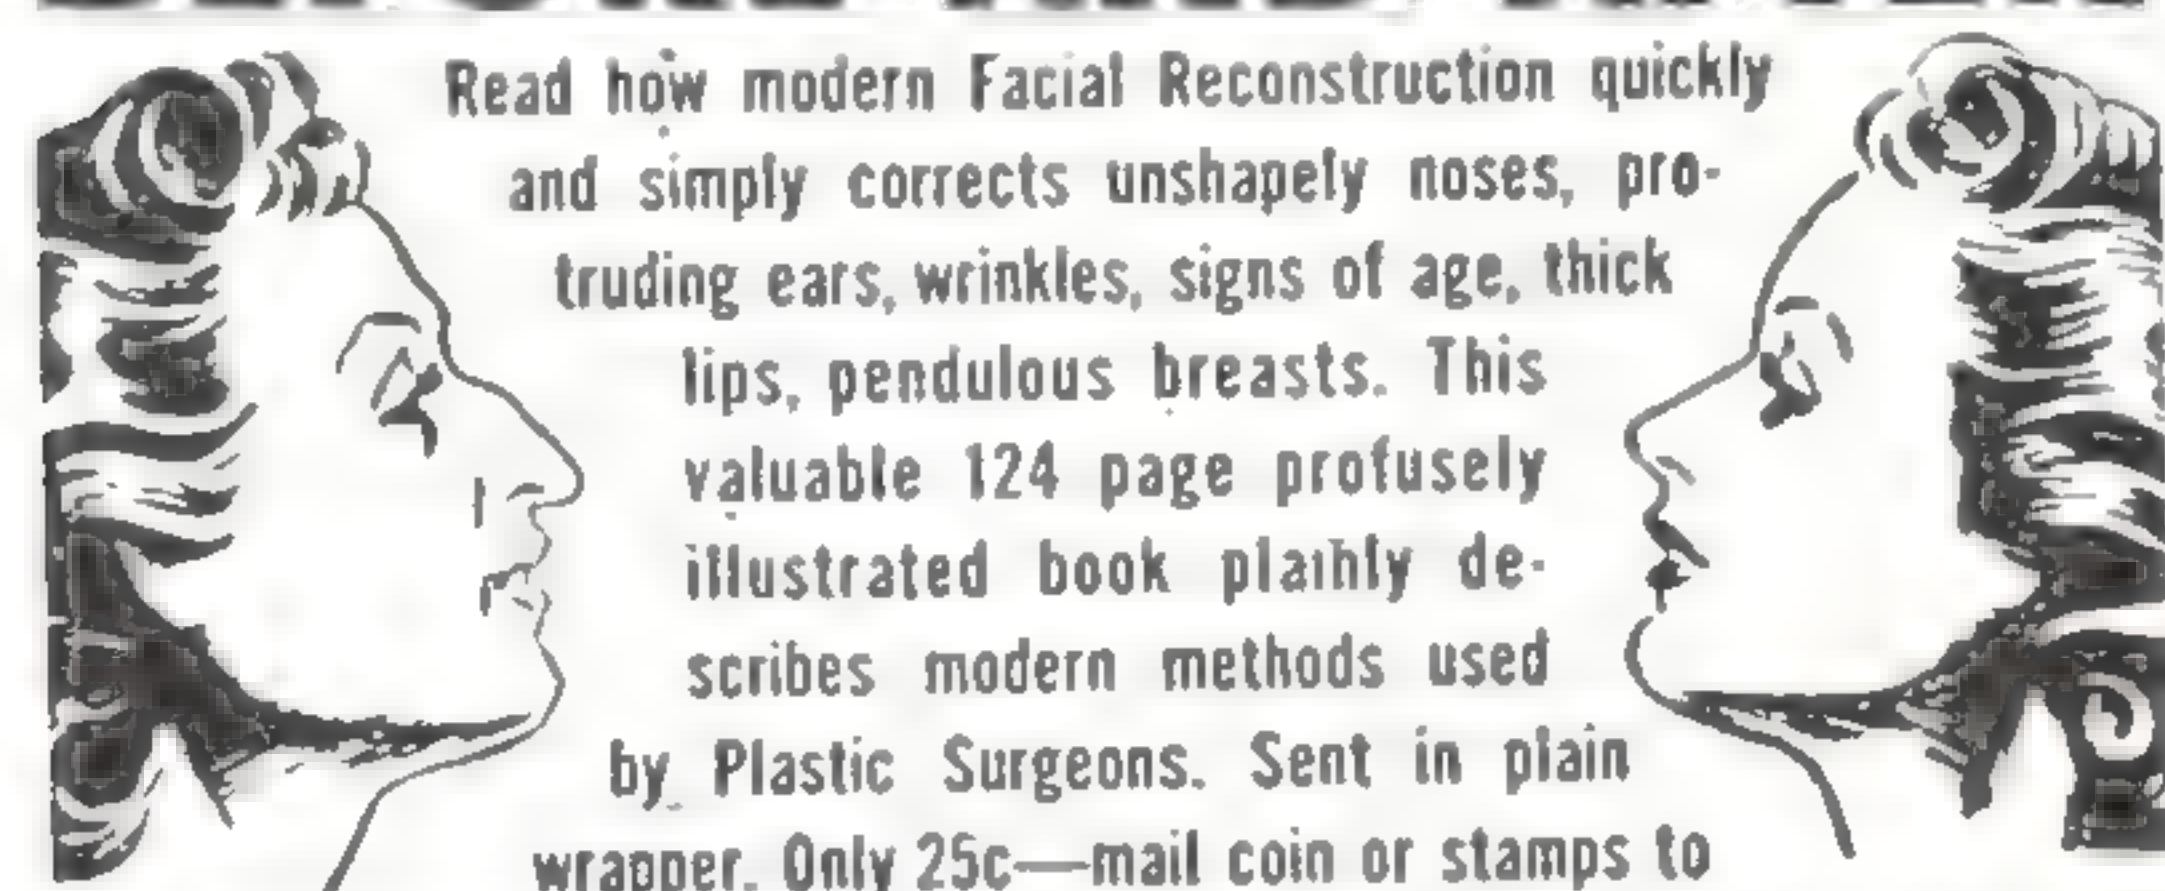 Read how modern Facial Reconstruction quickly
and simply corrects unshapely noses, pro-
truding ears, wrinkles, signs of age, thick
lips, pendulous breasts. This
valuable 124 page profusely
illustrated book plainly de-
scribes modern methods used
by Plastic Surgeons. Sent in plain
wrapper. Only 25c—mail coin or stamps to